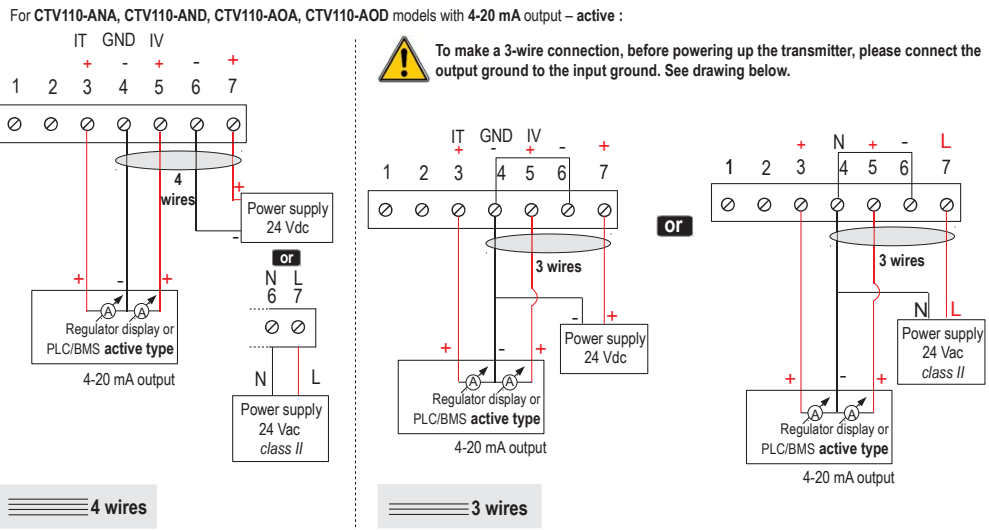 For CTV110-ANA, CTV110-AND, CTV110-AOA, CTV110-AOD models with 4-20 mA output – active :
IT GND IV
+ - + - +
1 2 3 4 5 6 7
4
wires
+
Power supply
24 Vdc
-
or
N L
6 7
+ - +
A A
Regulator display or
PLC/BMS active type
4-20 mA output
N L
Power supply
24 Vac
class II
4 wires
To make a 3-wire connection, before powering up the transmitter, please connect the
output ground to the input ground. See drawing below.
IT GND IV
+ - + - +
1 2 3 4 5 6 7
3 wires
- +
Power supply
24 Vdc
+ - +
A A
Regulator display or
PLC/BMS active type
4-20 mA output
or
+ N + - L
1 2 3 4 5 6 7
3 wires
N L
Power supply
24 Vac
class II
+ - +
A A
Regulator display or
PLC/BMS active type
4-20 mA output
3 wires